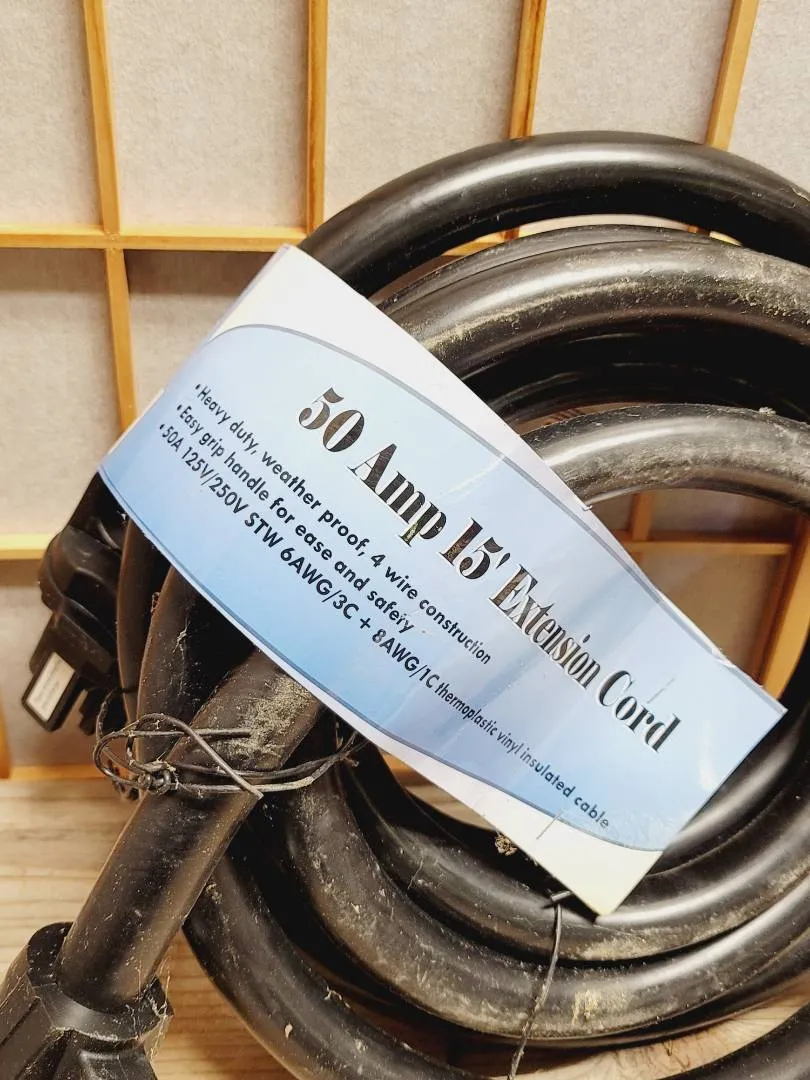 50 Amp 15' Extension Cord
•Heavy duty, weather proof, 4 wire construction
•Easy grip handle for ease and safety
•50A 125V/250V STW 6AWG/3C + 8AWG/1C thermoplastic vinyl insulated cable